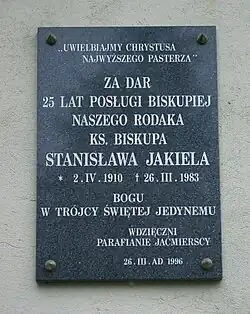 „UWIELBIAJMY CHRYSTUSA
NAJWYŻSZEGO PASTERZA"
ZA DAR
25 LAT POSŁUGI BISKUPIEJ
NASZEGO RODAKA
KS. BISKUPA
STANISŁAWA JAKIELA
* 2. IV. 1910 † 26. III. 1983
BOGU
W TRÓJCY ŚWIĘTEJ JEDYNEMU
WDZIĘCZNI
PARAFIANIE JAĆMIERSCY
26. III. AD 1996